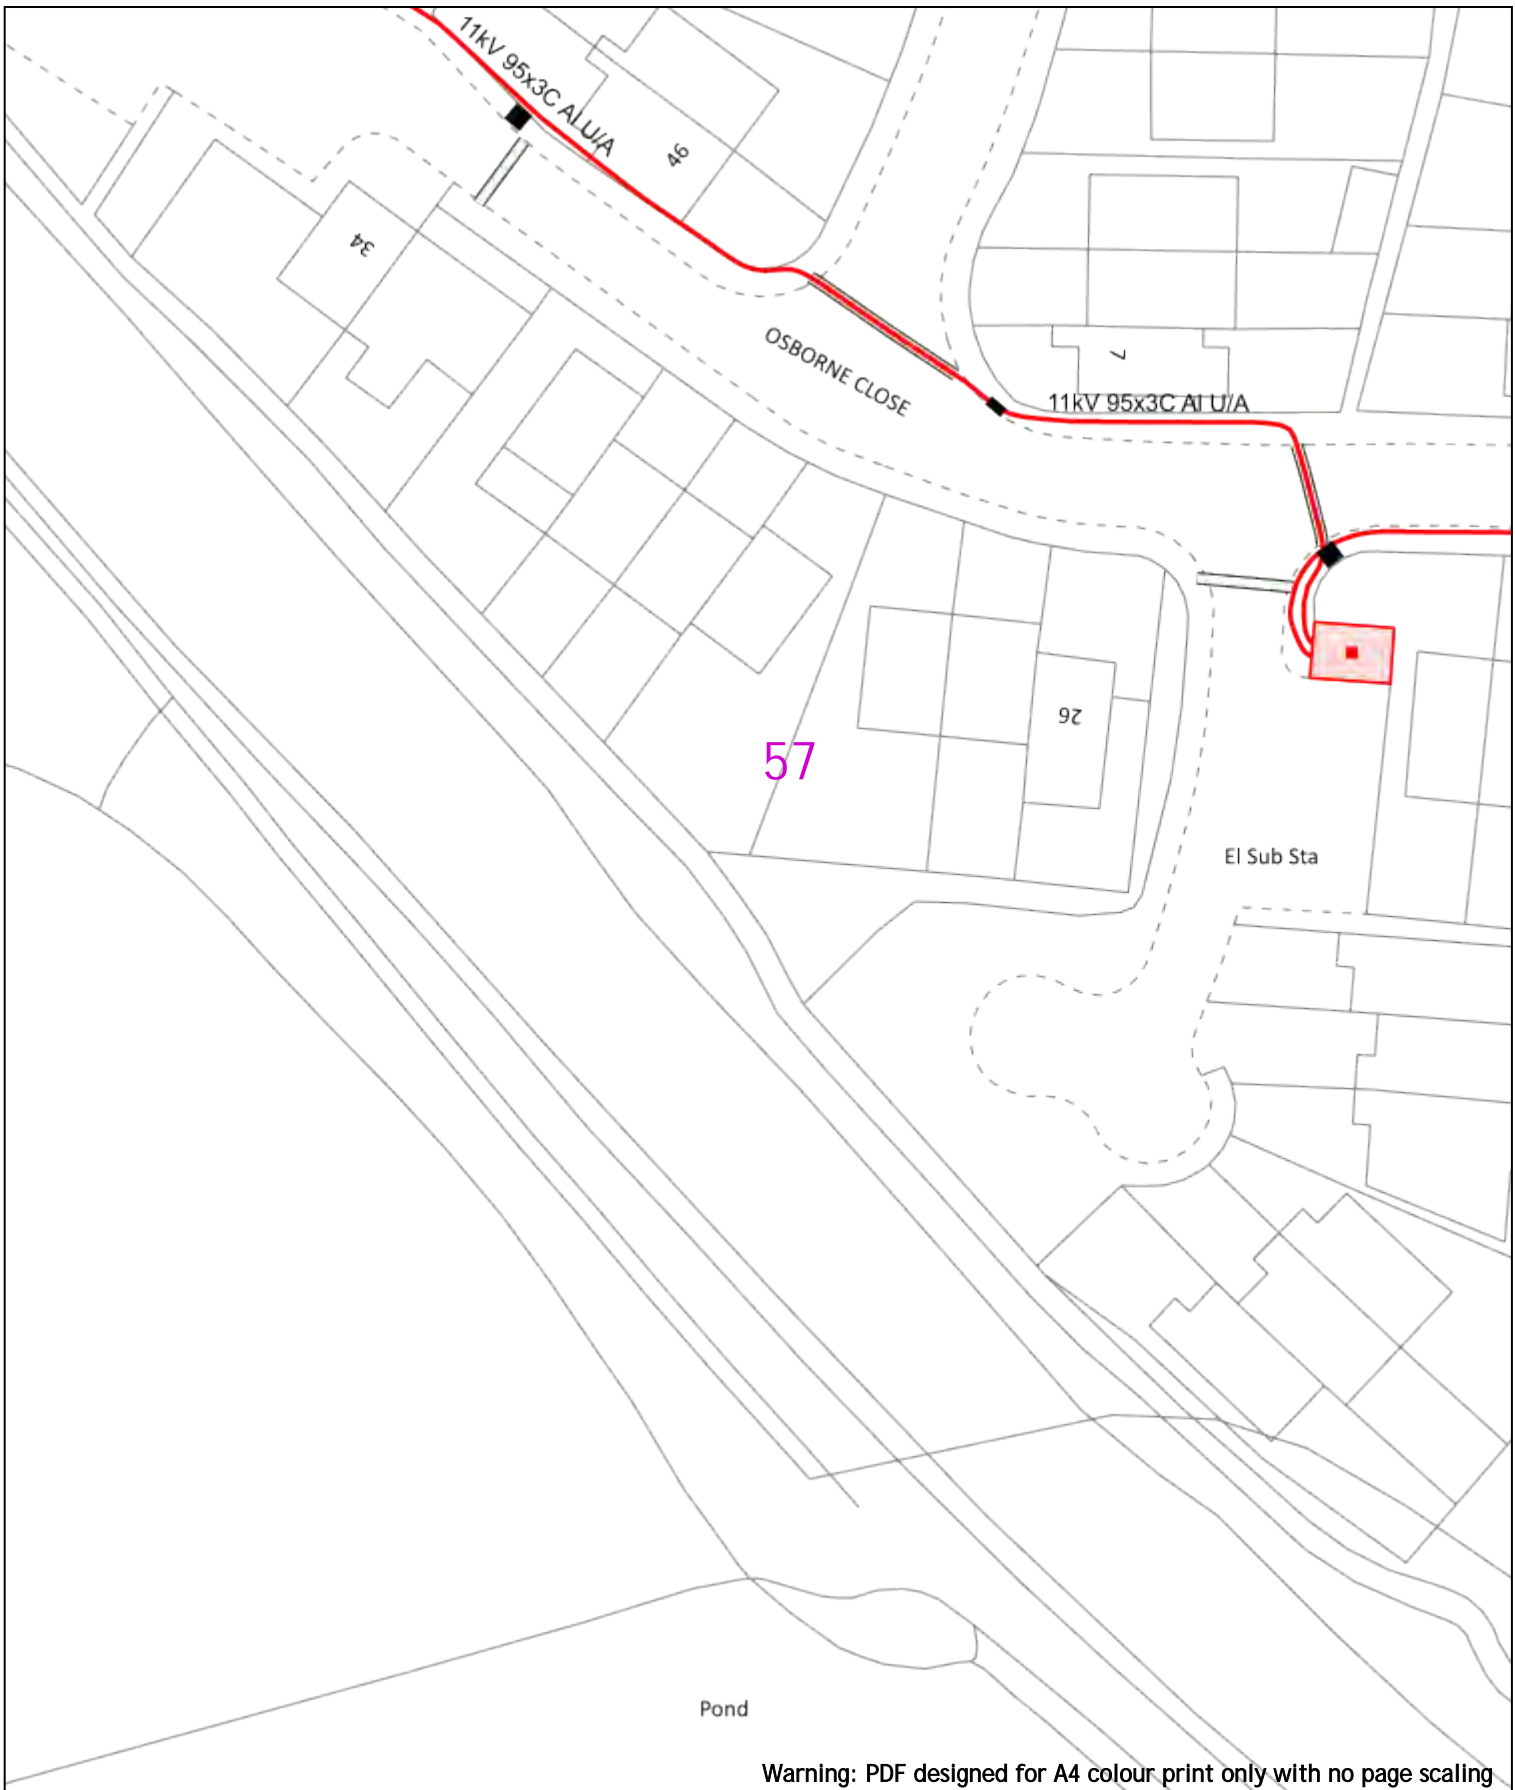 11kV 95x3C ALU/A
46
34
OSBORNE CLOSE
7
11kV 95x3C Al U/A
26
57
El Sub Sta
Pond
Warning: PDF designed for A4 colour print only with no page scaling